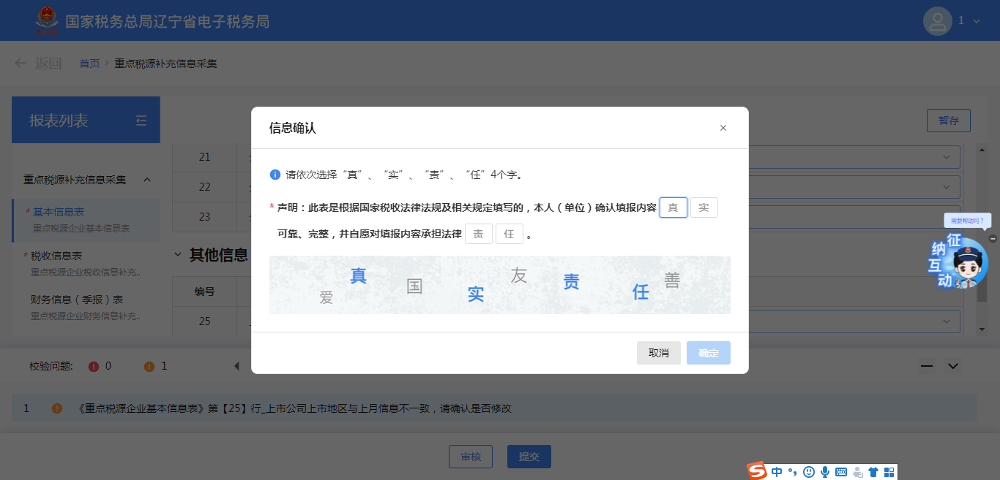 国家税务总局辽宁省电子税务局
1
返回 首页 > 重点税源补充信息采集
报表列表
暂存
重点税源补充信息采集
* 基本信息表
重点税源企业基本信息表
* 税收信息表
重点税源企业税收信息补充..
财务信息（季报）表
重点税源企业财务信息补充..
21
22
23
其他信息
编号
25
信息确认
×
请依次选择“真”、“实”、“责”、“任”4个字。
* 声明：此表是根据国家税收法律法规及相关规定填写的，本人（单位）确认填报内容 真 实
可靠、完整，并自愿对填报内容承担法律 责 任 。
爱 真 国 实 友 责 任 善
取消 确定
需要帮助吗？
征纳互动
校验问题: 0 1
1 《重点税源企业基本信息表》第【25】行_上市公司上市地区与上月信息不一致，请确认是否修改
审核 提交
S 中